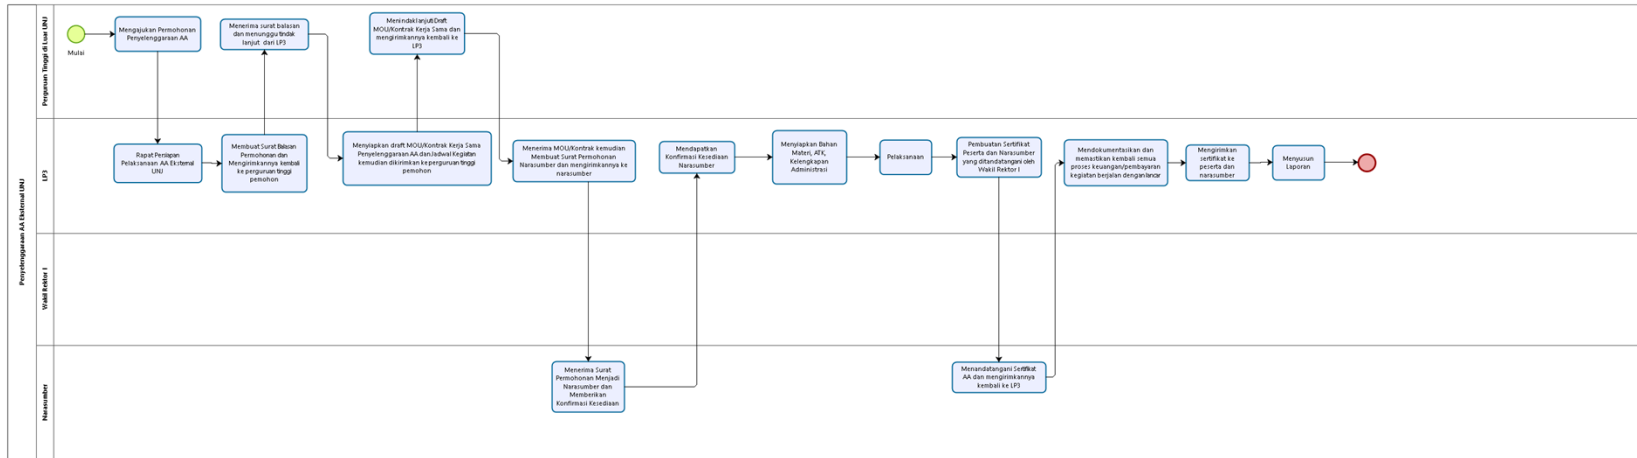 Penyelenggaraan AA Eksternal UNJ
Perguruan Tinggi di Luar UNJ
Mulai
Mengajukan Permohonan
Penyelenggaraan AA
Menerima surat balasan
dan menunggu tindak
lanjut dari LP3
Menindaklanjuti Draft
MOU/Kontrak Kerja Sama dan
mengirimkannya kembali ke
LP3
LP3
Rapat Persiapan
Pelaksanaan AA Eksternal
UNJ
Membuat Surat Balasan
Permohonan dan
Mengirimkannya kembali
ke perguruan tinggi
pemohon
Menyiapkan draft MOU/Kontrak Kerja Sama
Penyelenggaraan AA dan Jadwal Kegiatan
kemudian dikirimkan ke perguruan tinggi
pemohon
Menerima MOU/Kontrak kemudian
Membuat Surat Permohonan
Narasumber dan mengirimkannya ke
narasumber
Mendapatkan
Konfirmasi Kesediaan
Narasumber
Menyiapkan Bahan
Materi, ATK,
Kelengkapan
Administrasi
Pelaksanaan
Pembuatan Sertifikat
Peserta dan Narasumber
yang ditandatangani oleh
Wakil Rektor I
Mendokumentasikan dan
memastikan kembali semua
proses keuangan/pembayaran
kegiatan berjalan dengan lancar
Mengirimkan
sertifikat ke
peserta dan
narasumber
Menyusun
Laporan
Wakil Rektor I
Narasumber
Menerima Surat
Permohonan Menjadi
Narasumber dan
Memberikan
Konfirmasi Kesediaan
Menandatangani Sertifikat
AA dan mengirimkannya
kembali ke LP3